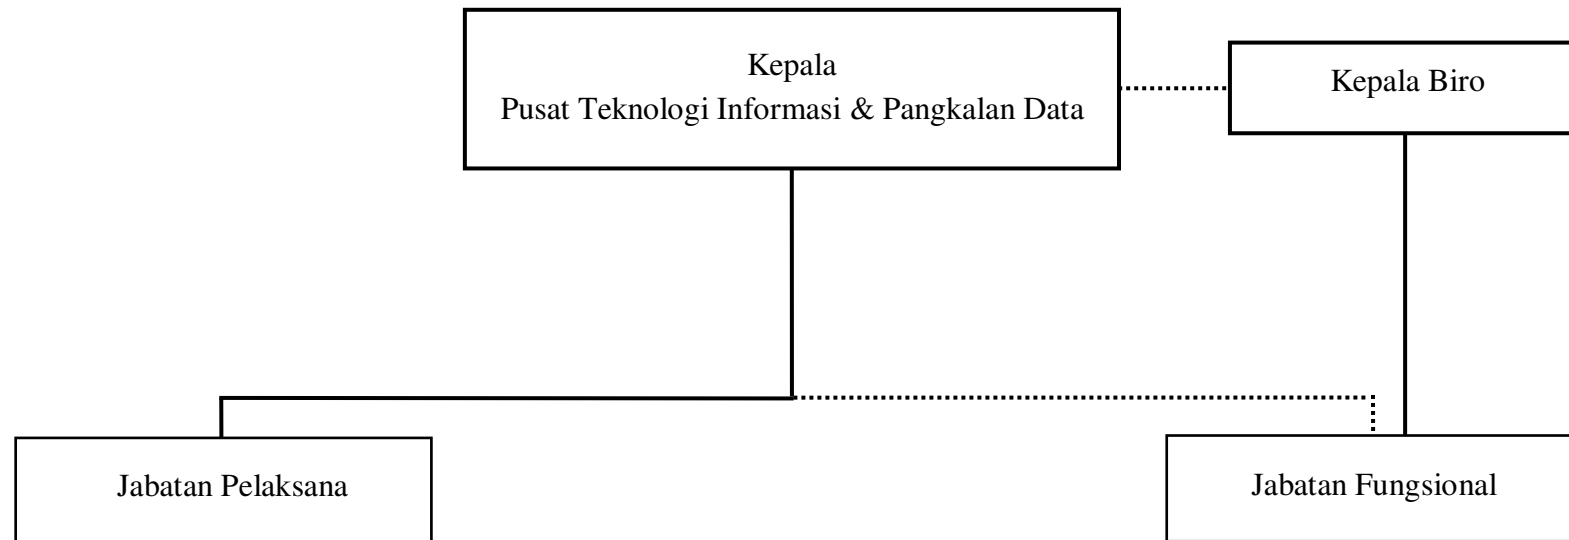 Kepala
Pusat Teknologi Informasi & Pangkalan Data
Kepala Biro
Jabatan Pelaksana
Jabatan Fungsional